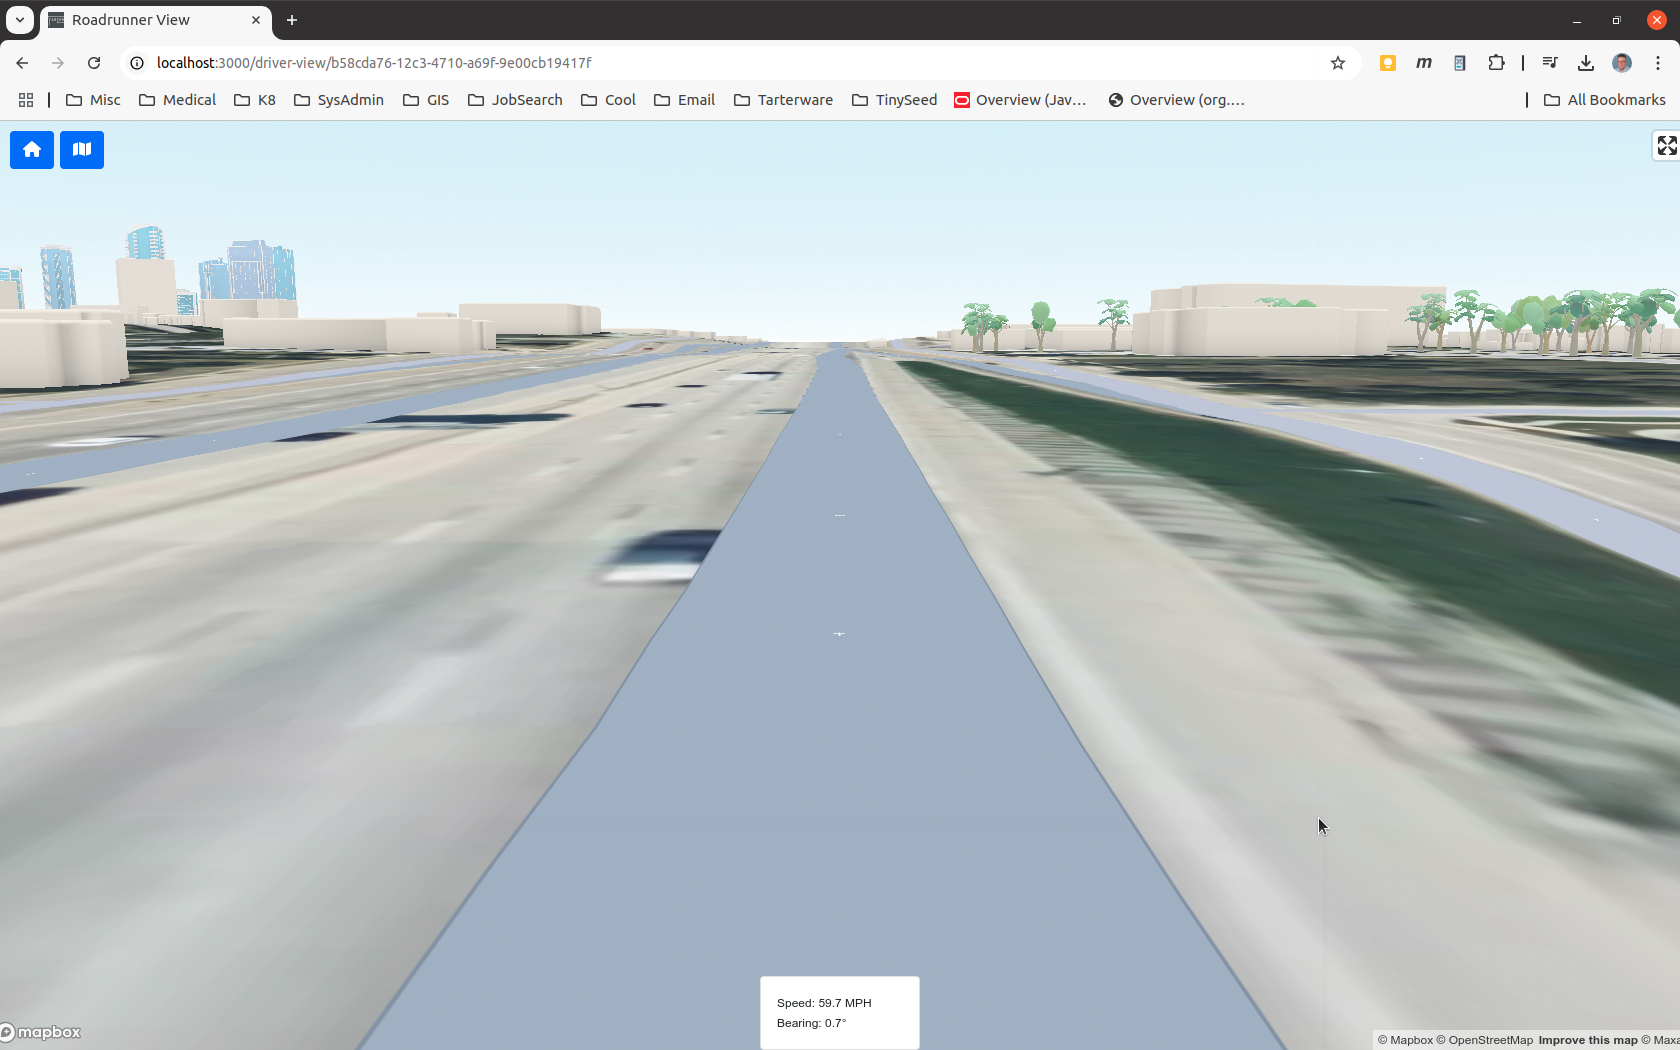 Roadrunner View
localhost:3000/driver-view/b58cda76-12c3-4710-a69f-9e00cb19417f
Misc Medical K8 SysAdmin GIS JobSearch Cool Email Tarterware TinySeed Overview (Jav... Overview (org.... All Bookmarks
Speed: 59.7 MPH
Bearing: 0.7°
mapbox
© Mapbox © OpenStreetMap Improve this map © Max